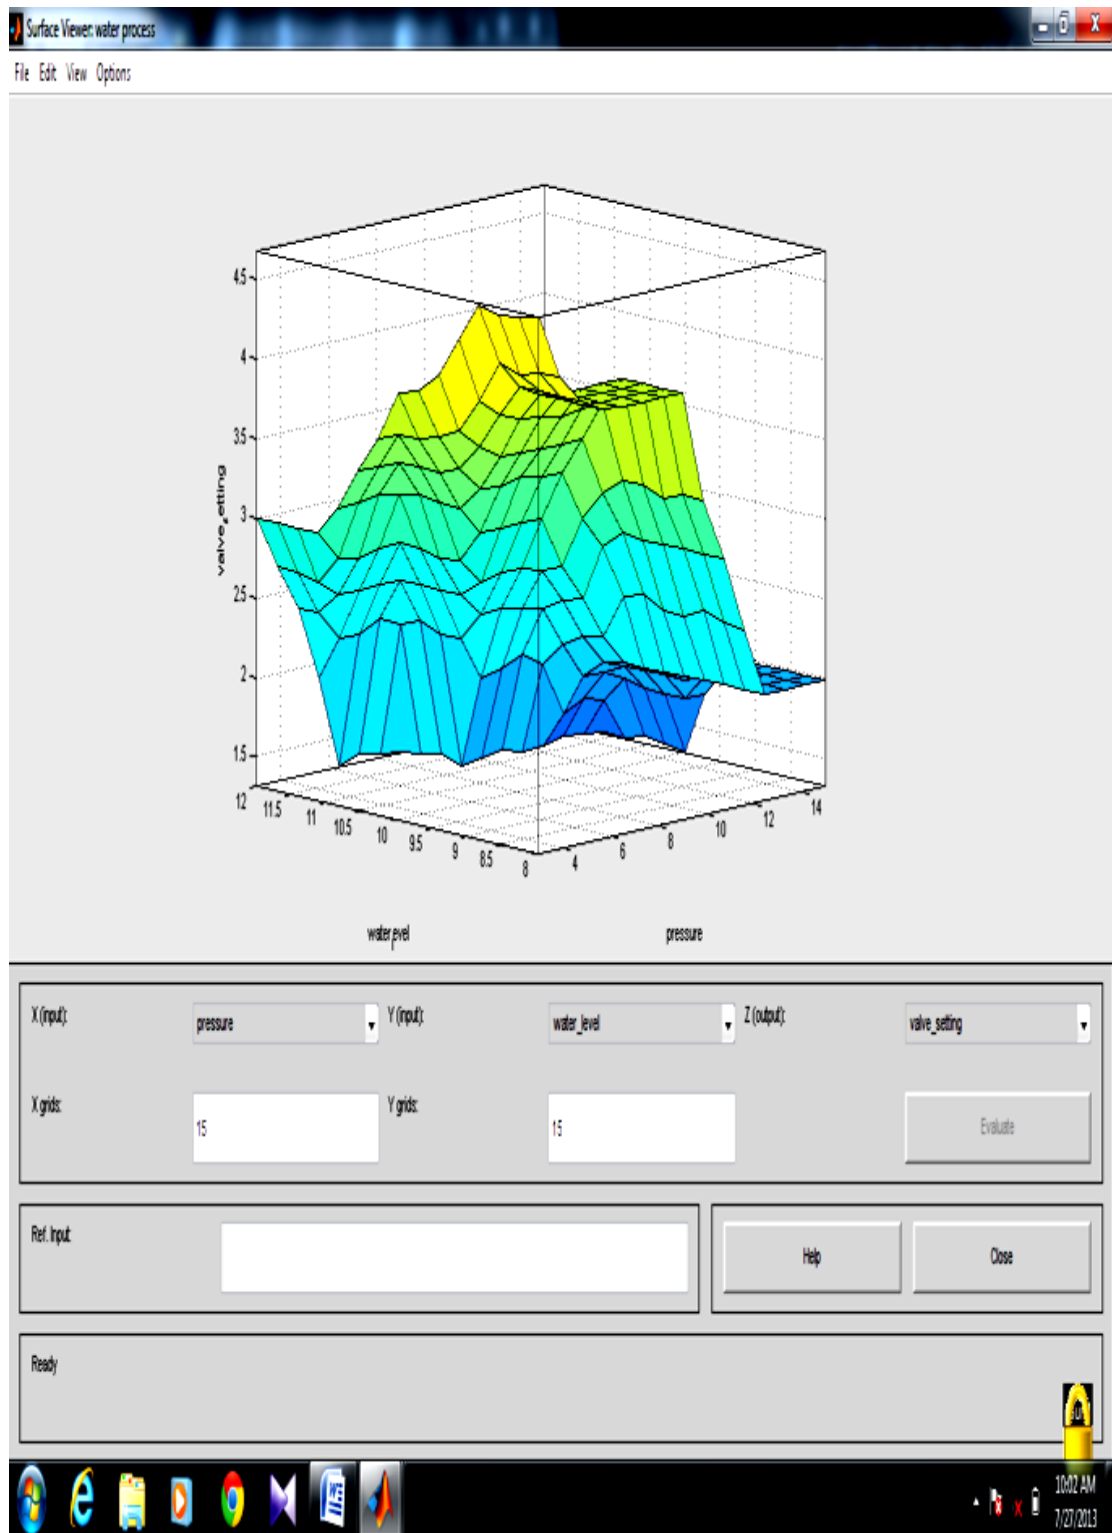 Surface Viewer: water process
File Edit View Options
4.5
4
3.5
3
2.5
2
1.5
valve_setting
12 11.5 11 10.5 10 9.5 9 8.5 8
4 6 8 10 12 14
water_level pressure
X (input): pressure Y (input): water_level Z (output): valve_setting
X grids: 15 Y grids: 15 Evaluate
Ref. Input: Help Close
Ready
10:02 AM
7/27/2013